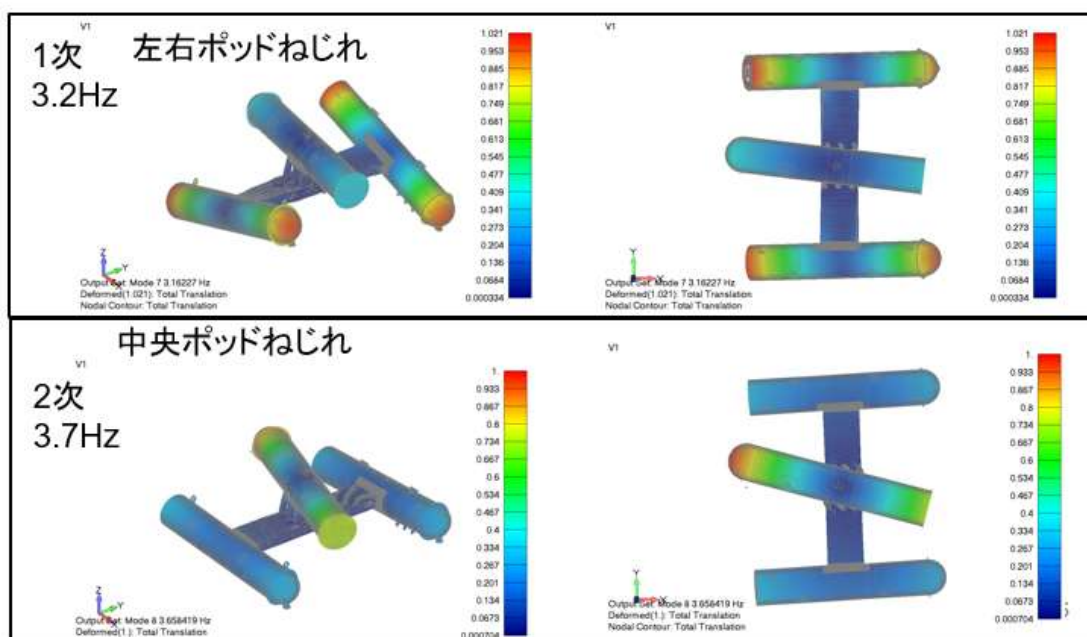 V1
1次 左右ポッドねじれ
3.2Hz
1.021
0.953
0.885
0.817
0.749
0.681
0.613
0.545
0.477
0.409
0.341
0.273
0.204
0.136
0.0684
0.000334
Z
Y
X
Output Set: Mode 7 3.16227 Hz
Deformed(1.021): Total Translation
Nodal Contour: Total Translation
V1
1.021
0.953
0.885
0.817
0.749
0.681
0.613
0.545
0.477
0.409
0.341
0.273
0.204
0.136
0.0684
0.000334
Y
X
Output Set: Mode 7 3.16227 Hz
Deformed(1.021): Total Translation
Nodal Contour: Total Translation
中央ポッドねじれ
V1
2次
3.7Hz
1.
0.933
0.867
0.8
0.734
0.667
0.6
0.534
0.467
0.4
0.334
0.267
0.201
0.134
0.0673
0.000704
Z
Y
X
Output Set: Mode 8 3.658419 Hz
Deformed(1.): Total Translation
Nodal Contour: Total Translation
V1
1.
0.933
0.867
0.8
0.734
0.667
0.6
0.534
0.467
0.4
0.334
0.267
0.201
0.134
0.0673
0.000704
Y
X
Output Set: Mode 8 3.658419 Hz
Deformed(1.): Total Translation
Nodal Contour: Total Translation